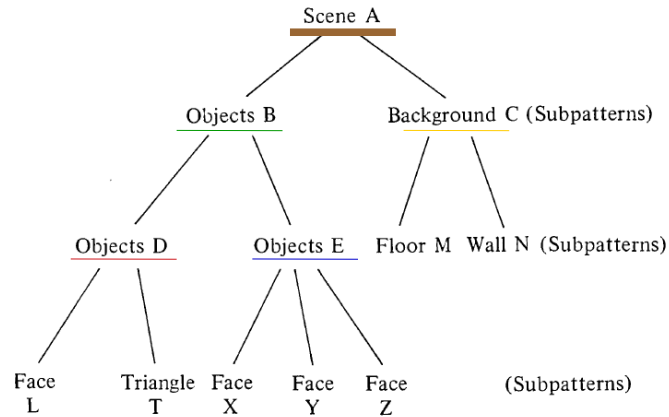 Scene A
Objects B Background C (Subpatterns)
Objects D Objects E Floor M Wall N (Subpatterns)
Face Triangle Face Face Face (Subpatterns)
L T X Y Z